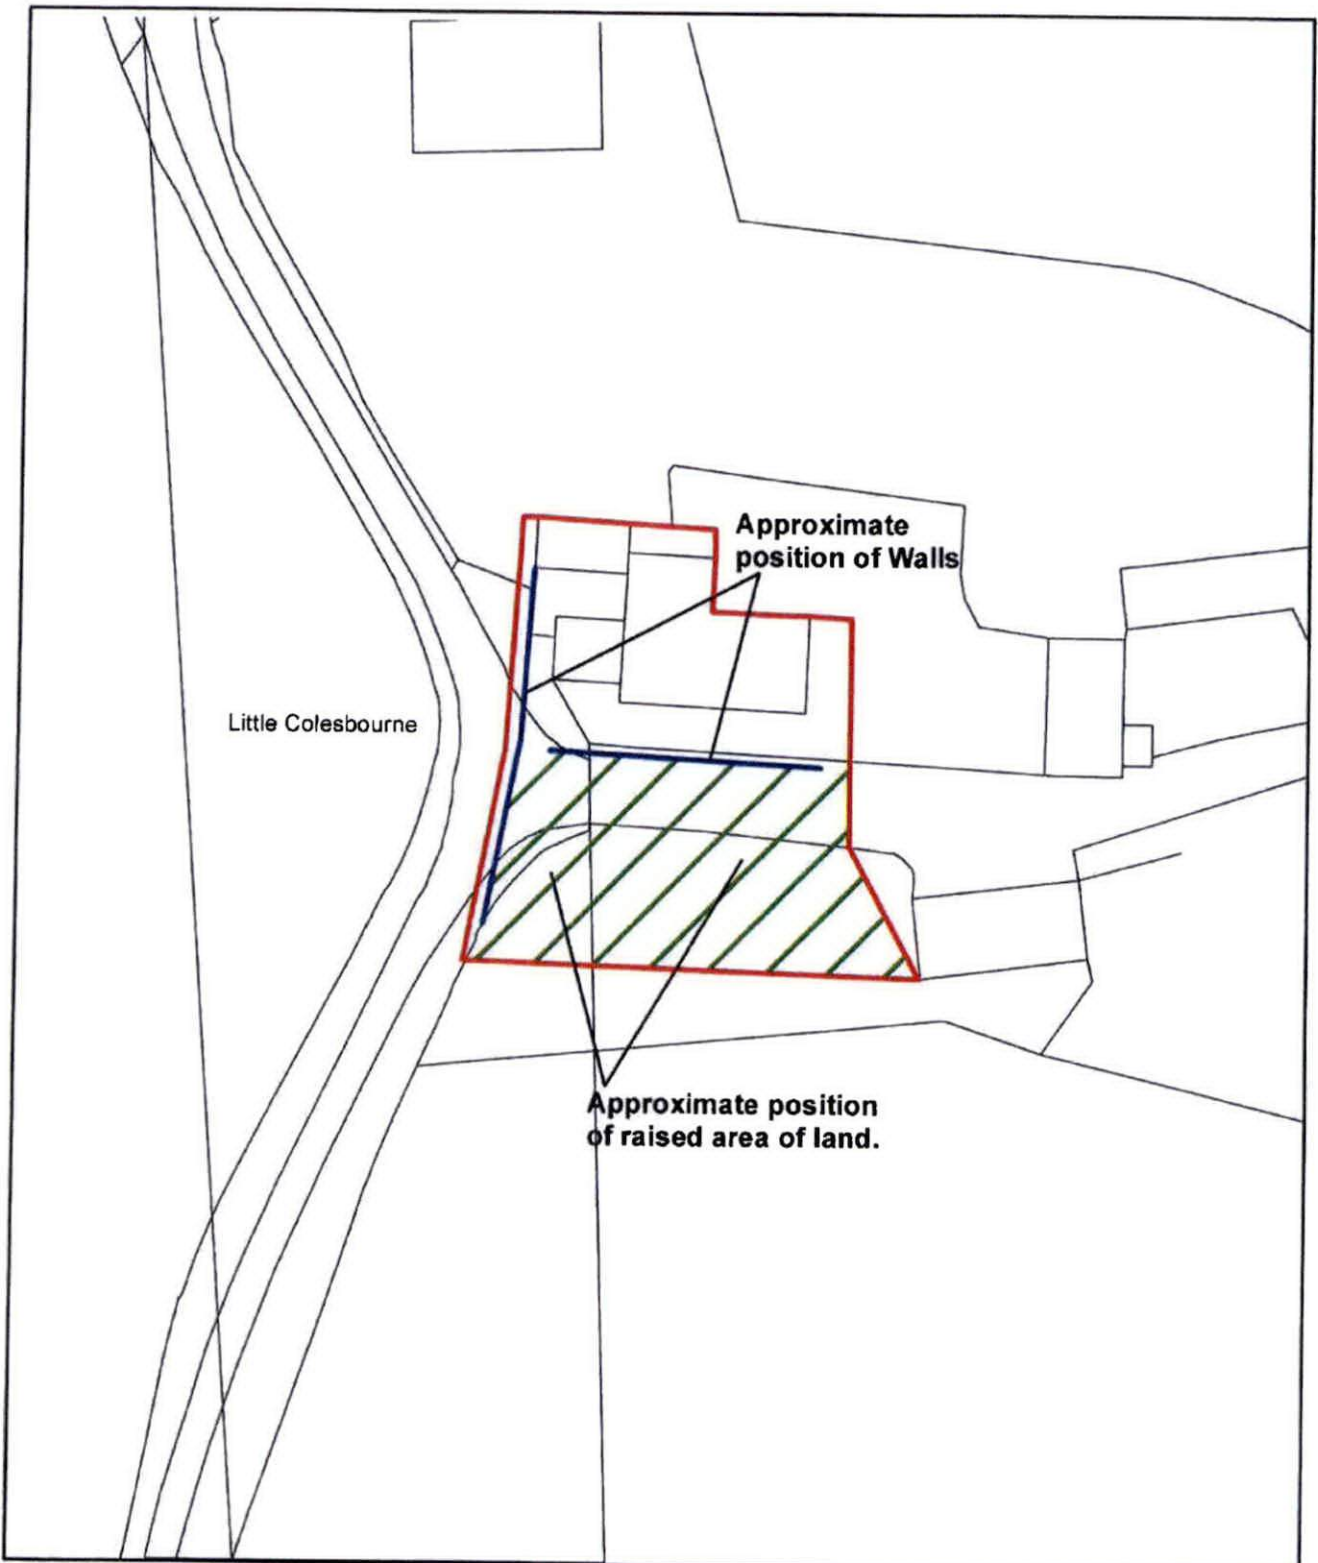 Approximate
position of Walls
Little Colesbourne
Approximate position
of raised area of land.